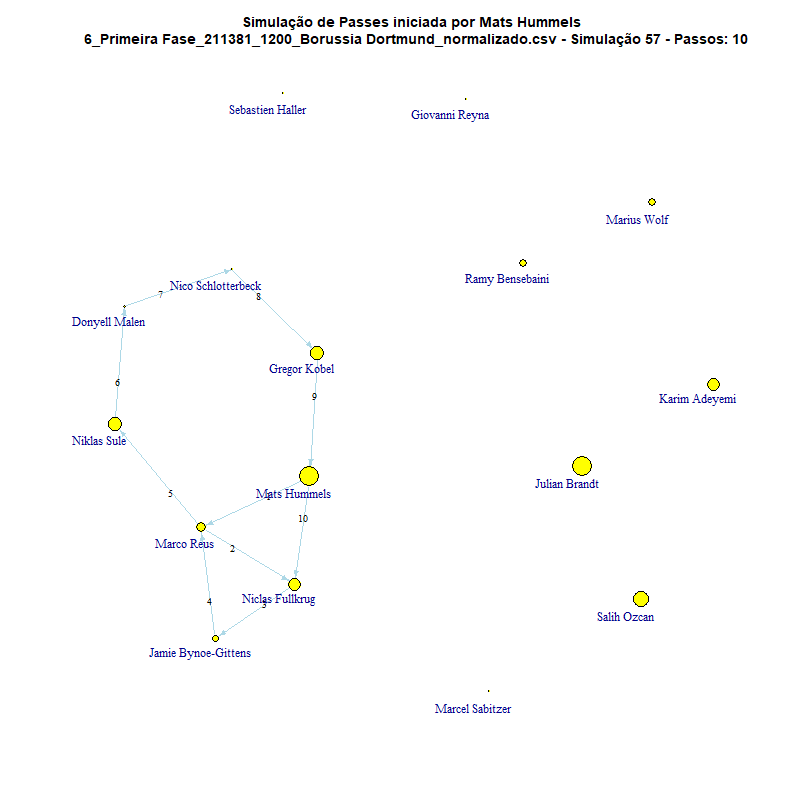 Simulação de Passes iniciada por Mats Hummels
6_Primeira Fase_211381_1200_Borussia Dortmund_normalizado.csv - Simulação 57 - Passos: 10
Sebastien Haller
Giovanni Reyna
Marius Wolf
Ramy Bensebaini
Nico Schlotterbeck
7
8
Donyell Malen
Gregor Kobel
6
9
Karim Adeyemi
Niklas Sule
Julian Brandt
Mats Hummels
1
5
10
Marco Reus
2
Niclas Fullkrug
4
3
Salih Ozcan
Jamie Bynoe-Gittens
Marcel Sabitzer